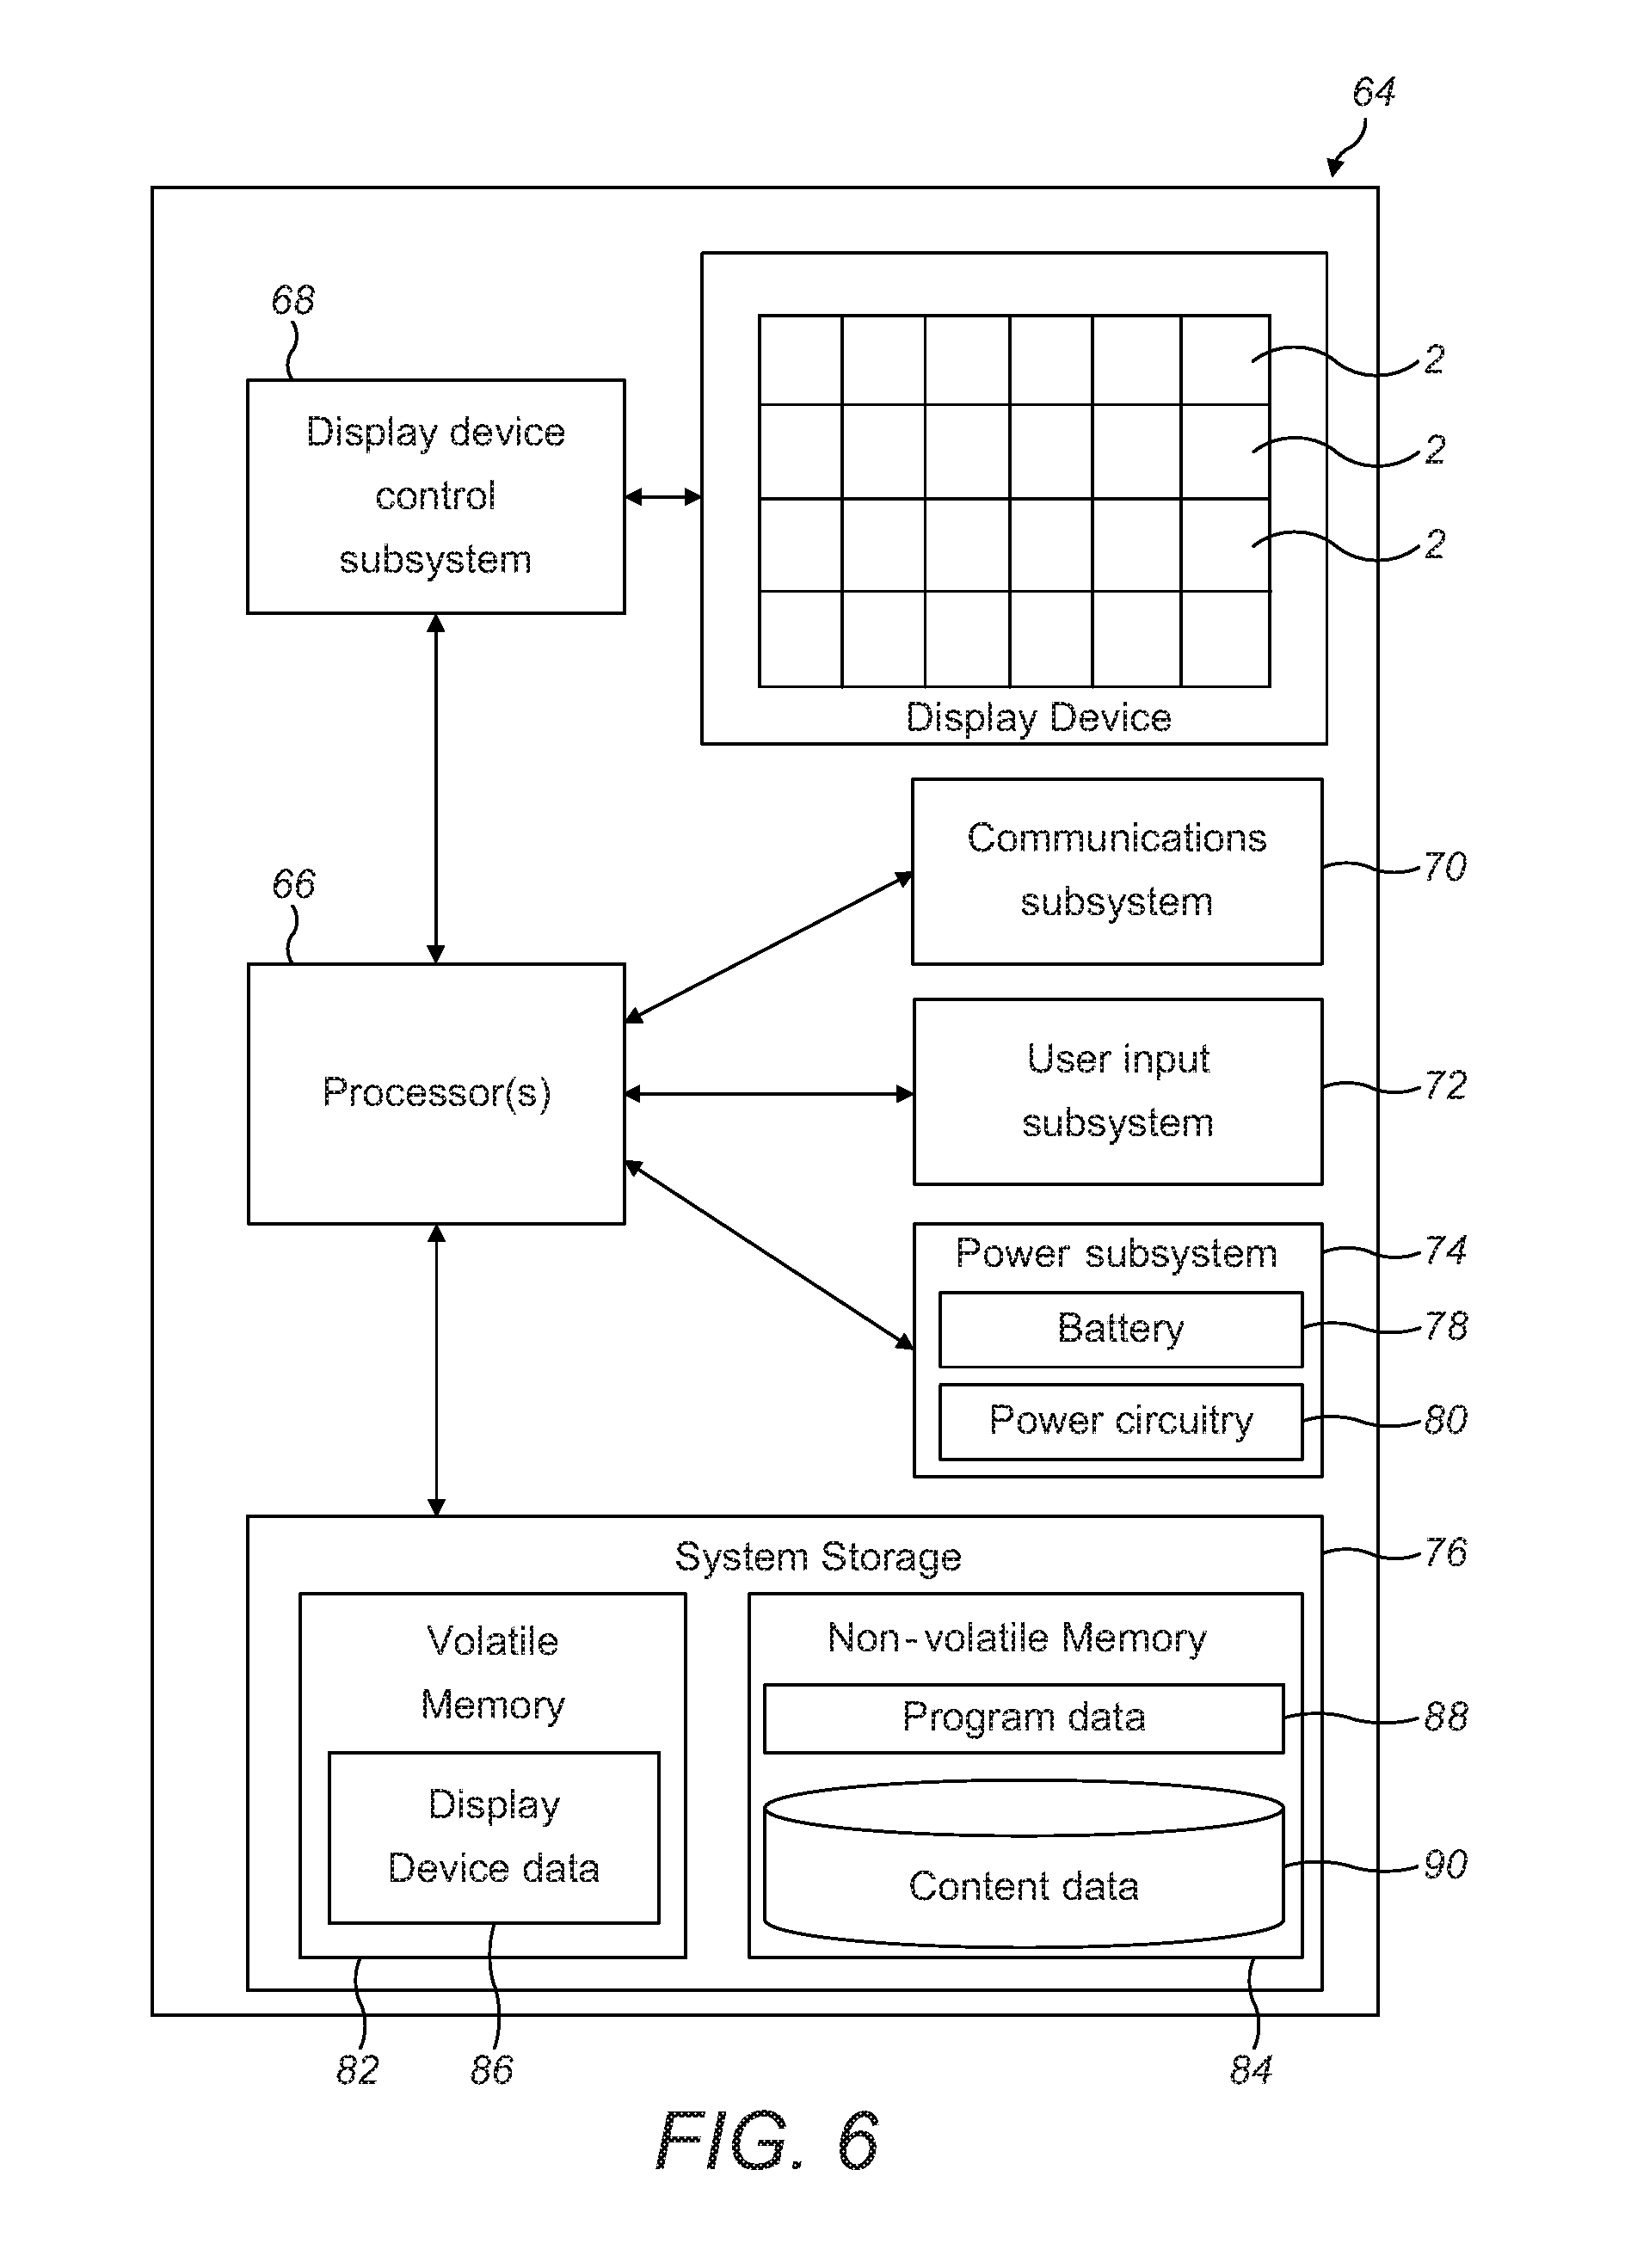 64
68
2
Display device
control
subsystem
2
2
Display Device
Communications
subsystem
70
66
Processor(s)
User input
subsystem
72
Power subsystem
74
Battery
78
Power circuitry
80
System Storage
76
Volatile
Memory
Non-volatile Memory
Program data
88
Display
Device data
Content data
90
82
86
84
FIG. 6